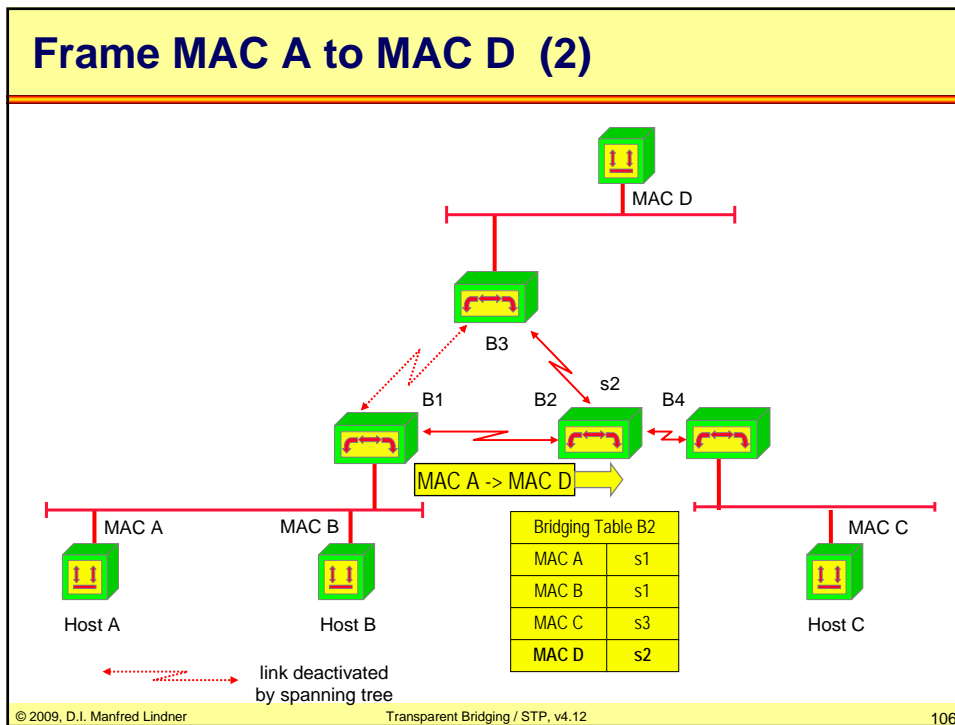 Frame MAC A to MAC D (2)
MAC D
B3
s2
B1
B2
B4
MAC A -> MAC D
MAC A
MAC B
MAC C
Bridging Table B2
MAC A s1
MAC B s1
MAC C s3
MAC D s2
Host A
Host B
Host C
link deactivated
by spanning tree
© 2009, D.I. Manfred Lindner
Transparent Bridging / STP, v4.12
106